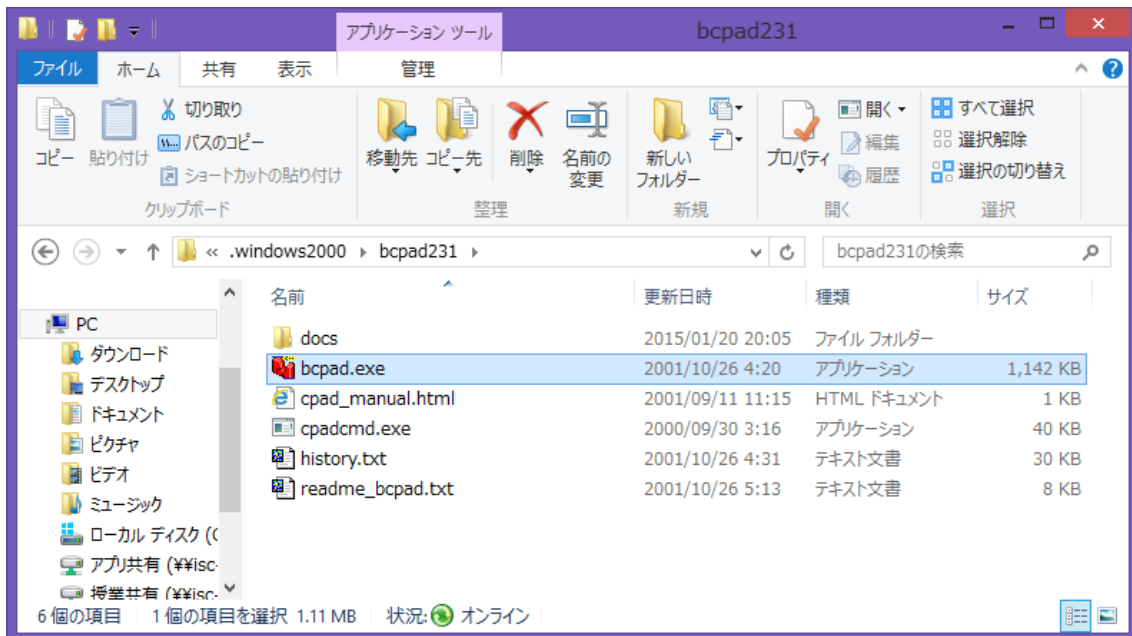 アプリケーション ツール
bcpad231
ファイル ホーム 共有 表示 管理
コピー
貼り付け
切り取り
パスのコピー
ショートカットの貼り付け
クリップボード
移動先
コピー先
削除
名前の
変更
整理
新しい
フォルダー
新規
プロパティ
開く
編集
履歴
開く
すべて選択
選択解除
選択の切り替え
選択
« .windows2000 bcpad231
bcpad231の検索
PC
ダウンロード
デスクトップ
ドキュメント
ピクチャ
ビデオ
ミュージック
ローカル ディスク (C
アプリ共有 (¥¥isc-
授業共有 (¥¥isc-
名前 更新日時 種類 サイズ
docs 2015/01/20 20:05 ファイル フォルダー
bcpad.exe 2001/10/26 4:20 アプリケーション 1,142 KB
cpad_manual.html 2001/09/11 11:15 HTML ドキュメント 1 KB
cpadcmd.exe 2000/09/30 3:16 アプリケーション 40 KB
history.txt 2001/10/26 4:31 テキスト文書 30 KB
readme_bcpad.txt 2001/10/26 5:13 テキスト文書 8 KB
6 個の項目 1 個の項目を選択 1.11 MB 状況: オンライン